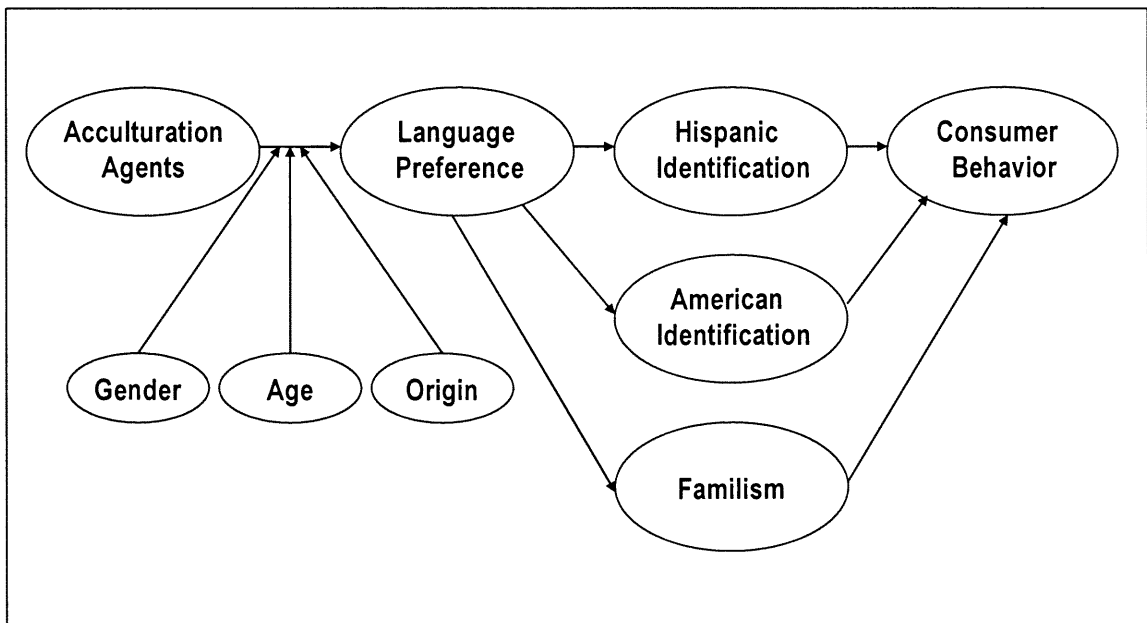 Acculturation
Agents
Language
Preference
Hispanic
Identification
Consumer
Behavior
American
Identification
Gender
Age
Origin
Familism